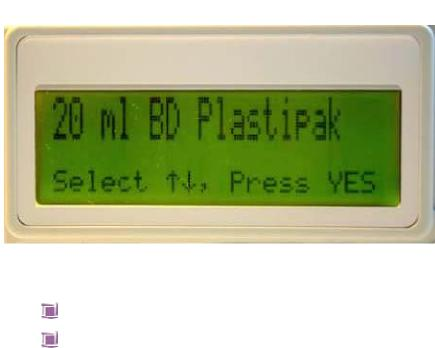 20 ml BD Plastipak
Select ↑↓, Press YES